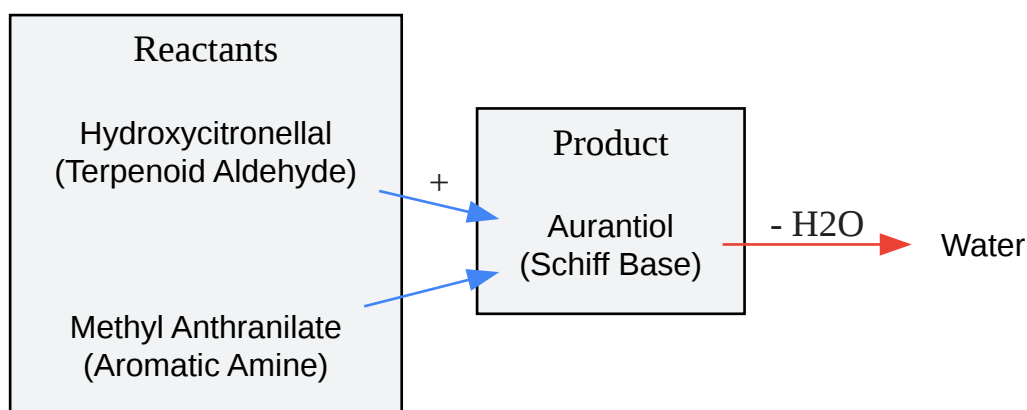 Reactants
Hydroxycitronellal
(Terpenoid Aldehyde)
Methyl Anthranilate
(Aromatic Amine)
+
Product
Aurantiol
(Schiff Base)
- H2O
Water